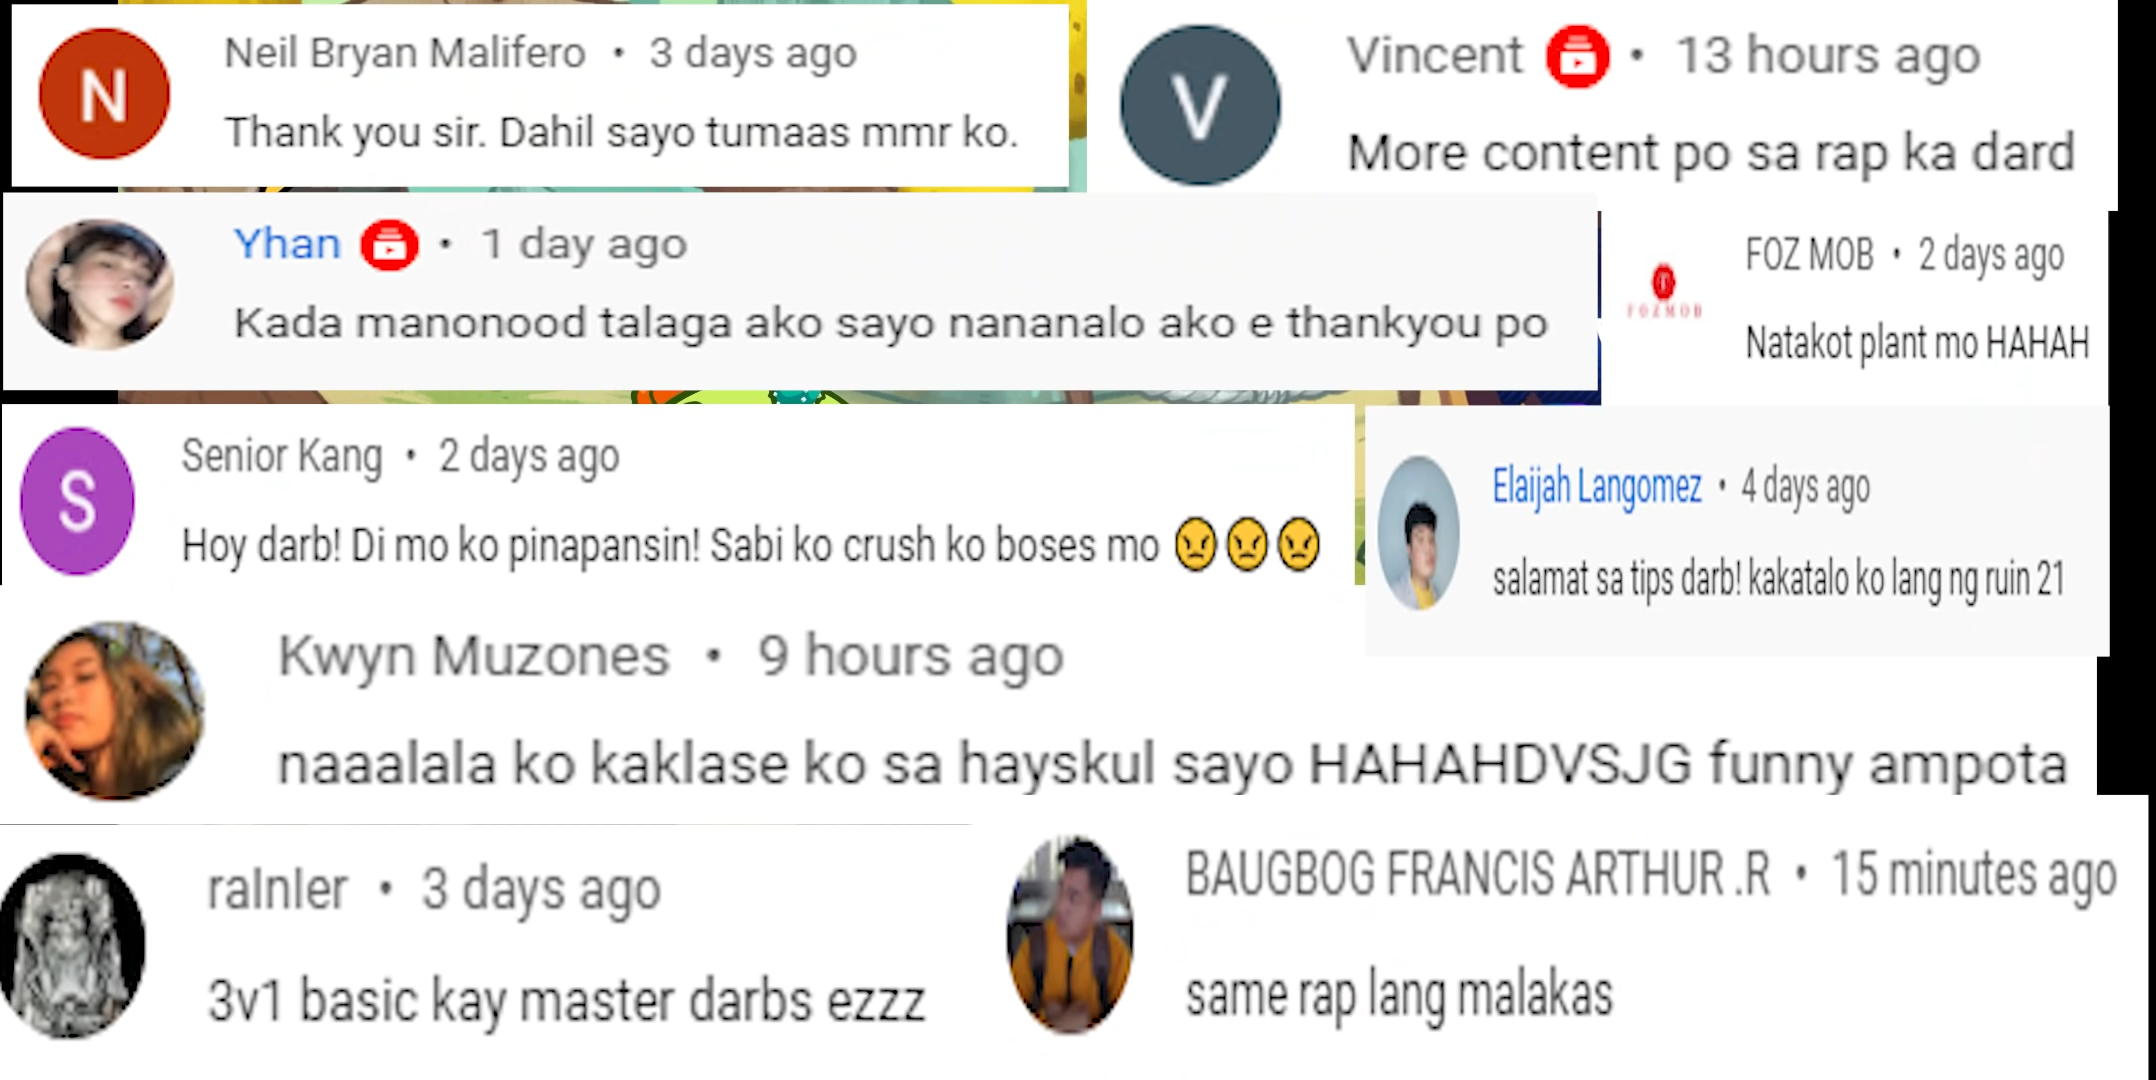 N
Neil Bryan Malifero • 3 days ago
Thank you sir. Dahil sayo tumaas mmr ko.
V
Vincent • 13 hours ago
More content po sa rap ka dard
Yhan • 1 day ago
Kada manonood talaga ako sayo nananalo ako e thankyou po
FOZMOB
FOZ MOB • 2 days ago
Natakot plant mo HAHAH
S
Senior Kang • 2 days ago
Hoy darb! Di mo ko pinapansin! Sabi ko crush ko boses mo 😠😠😠
Elaijah Langomez • 4 days ago
salamat sa tips darb! kakatalo ko lang ng ruin 21
Kwyn Muzones • 9 hours ago
naaalala ko kaklase ko sa hayskul sayo HAHAHDVSJG funny ampota
raInIer • 3 days ago
3v1 basic kay master darbs ezzz
BAUGBOG FRANCIS ARTHUR .R • 15 minutes ago
same rap lang malakas